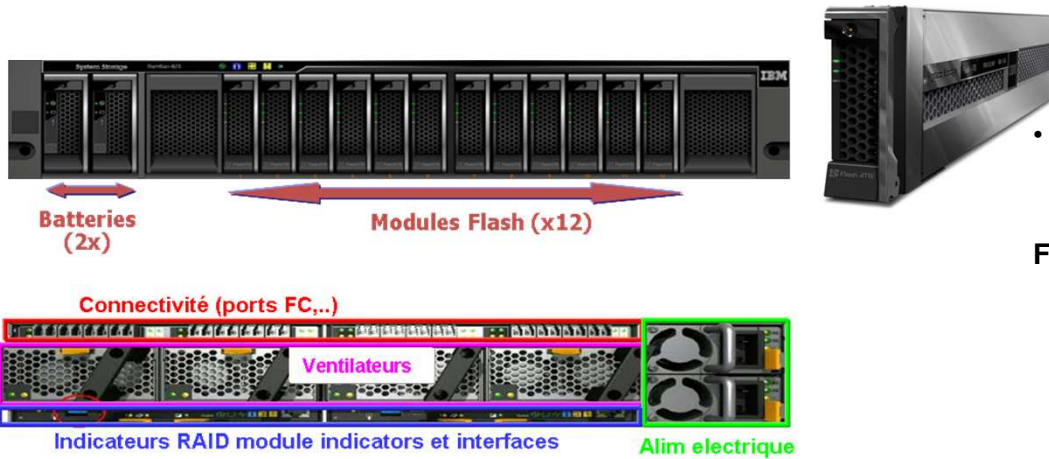 System Storage
IBM
Batteries
(2x)
Modules Flash (x12)
•
F
Connectivité (ports FC,..)
Ventilateurs
Indicateurs RAID module indicators et interfaces
Alim electrique